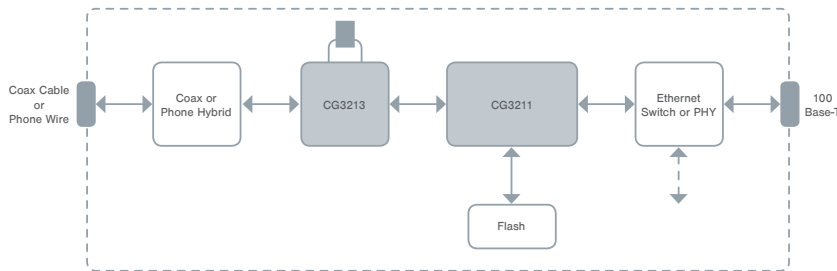 Coax Cable
or
Phone Wire
Coax or
Phone Hybrid
CG3213
CG3211
Ethernet
Switch or PHY
100
Base-T
Flash